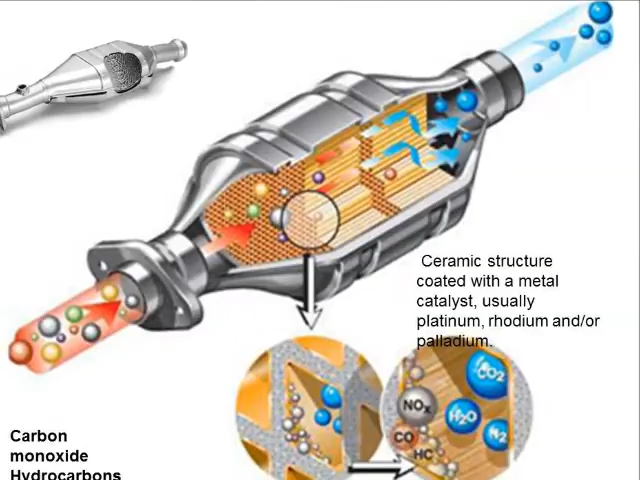 Ceramic structure
coated with a metal
catalyst, usually
platinum, rhodium and/or
palladium.
CO2
NOx
H2O
N2
CO
HC
Carbon
monoxide
Hydrocarbons